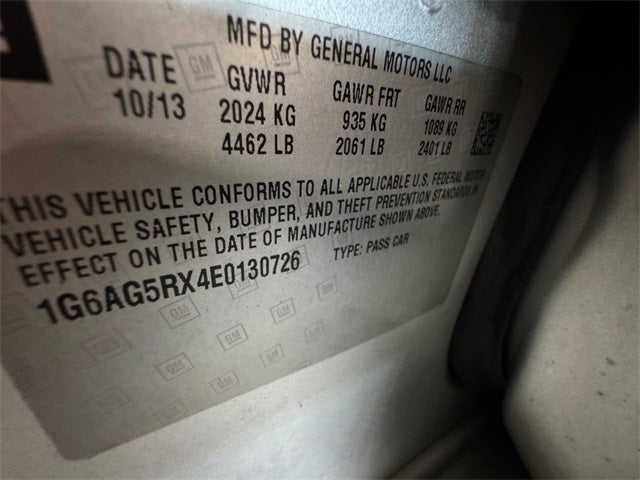 MFD BY GENERAL MOTORS LLC
DATE GVWR GAWR FRT GAWR RR
10/13 2024 KG 935 KG 1089 KG
4462 LB 2061 LB 2401 LB
THIS VEHICLE CONFORMS TO ALL APPLICABLE U.S. FEDERAL MOTOR
VEHICLE SAFETY, BUMPER, AND THEFT PREVENTION STANDARDS IN
EFFECT ON THE DATE OF MANUFACTURE SHOWN ABOVE.
1G6AG5RX4E0130726 TYPE: PASS CAR